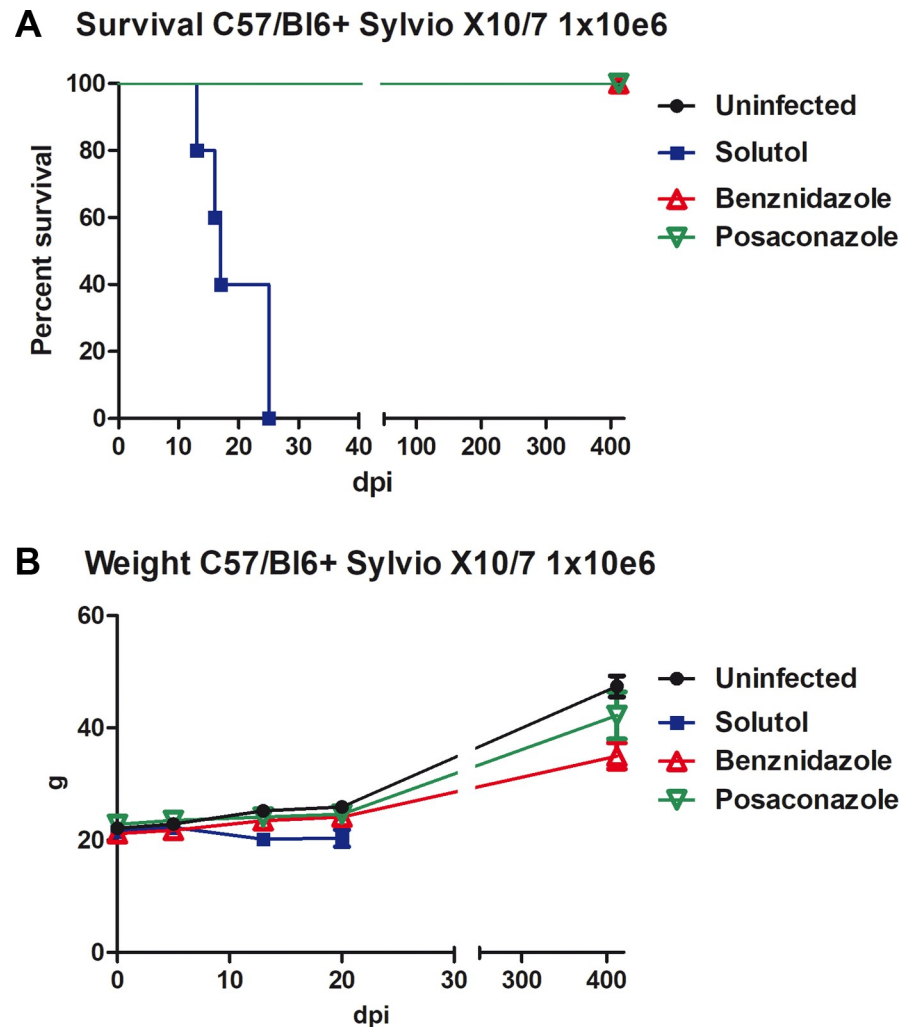 A Survival C57/Bl6+ Sylvio X10/7 1x10e6
100
80
60
40
20
0
Percent survival
0 10 20 30 40 100 200 300 400
dpi
Uninfected
Solutol
Benznidazole
Posaconazole
B Weight C57/Bl6+ Sylvio X10/7 1x10e6
60
40
20
0
g
0 10 20 30 300 400
dpi
Uninfected
Solutol
Benznidazole
Posaconazole